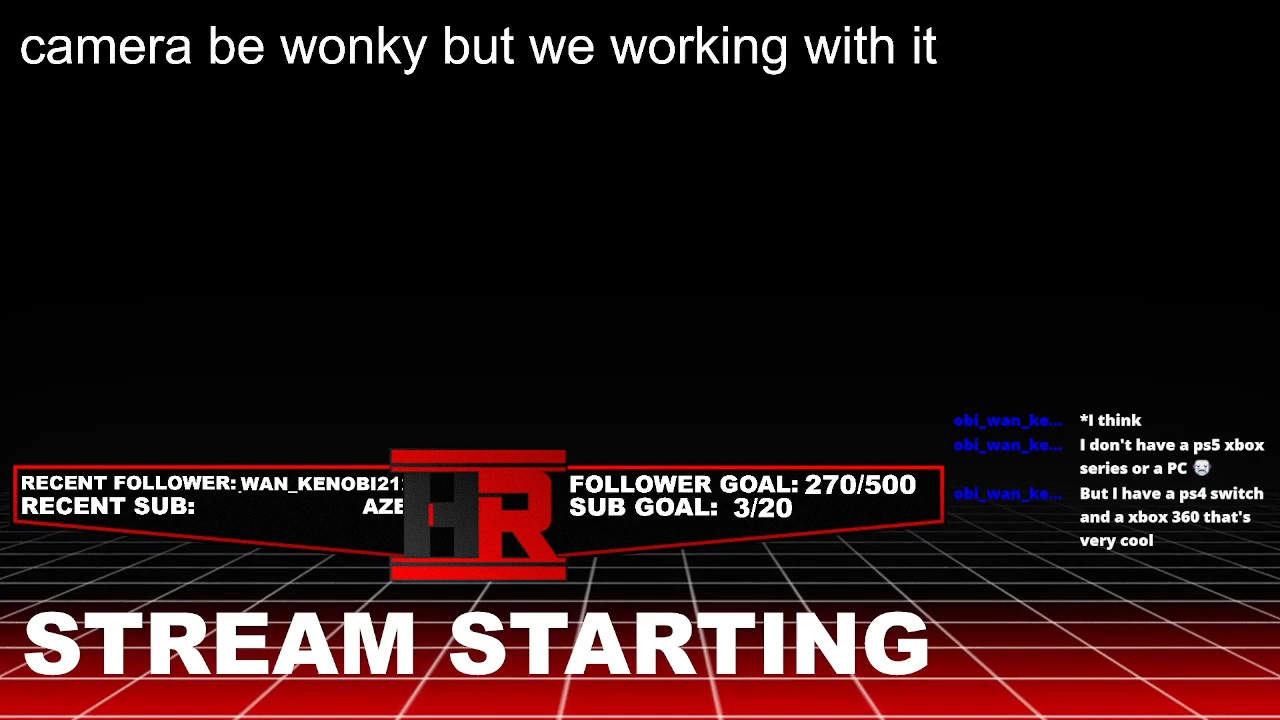 camera be wonky but we working with it
obi_wan_ke... *I think
obi_wan_ke... I don't have a ps5 xbox
series or a PC
obi_wan_ke... But I have a ps4 switch
and a xbox 360 that's
very cool
RECENT FOLLOWER: WAN_KENOBI21
RECENT SUB: AZE
HR
FOLLOWER GOAL: 270/500
SUB GOAL: 3/20
STREAM STARTING